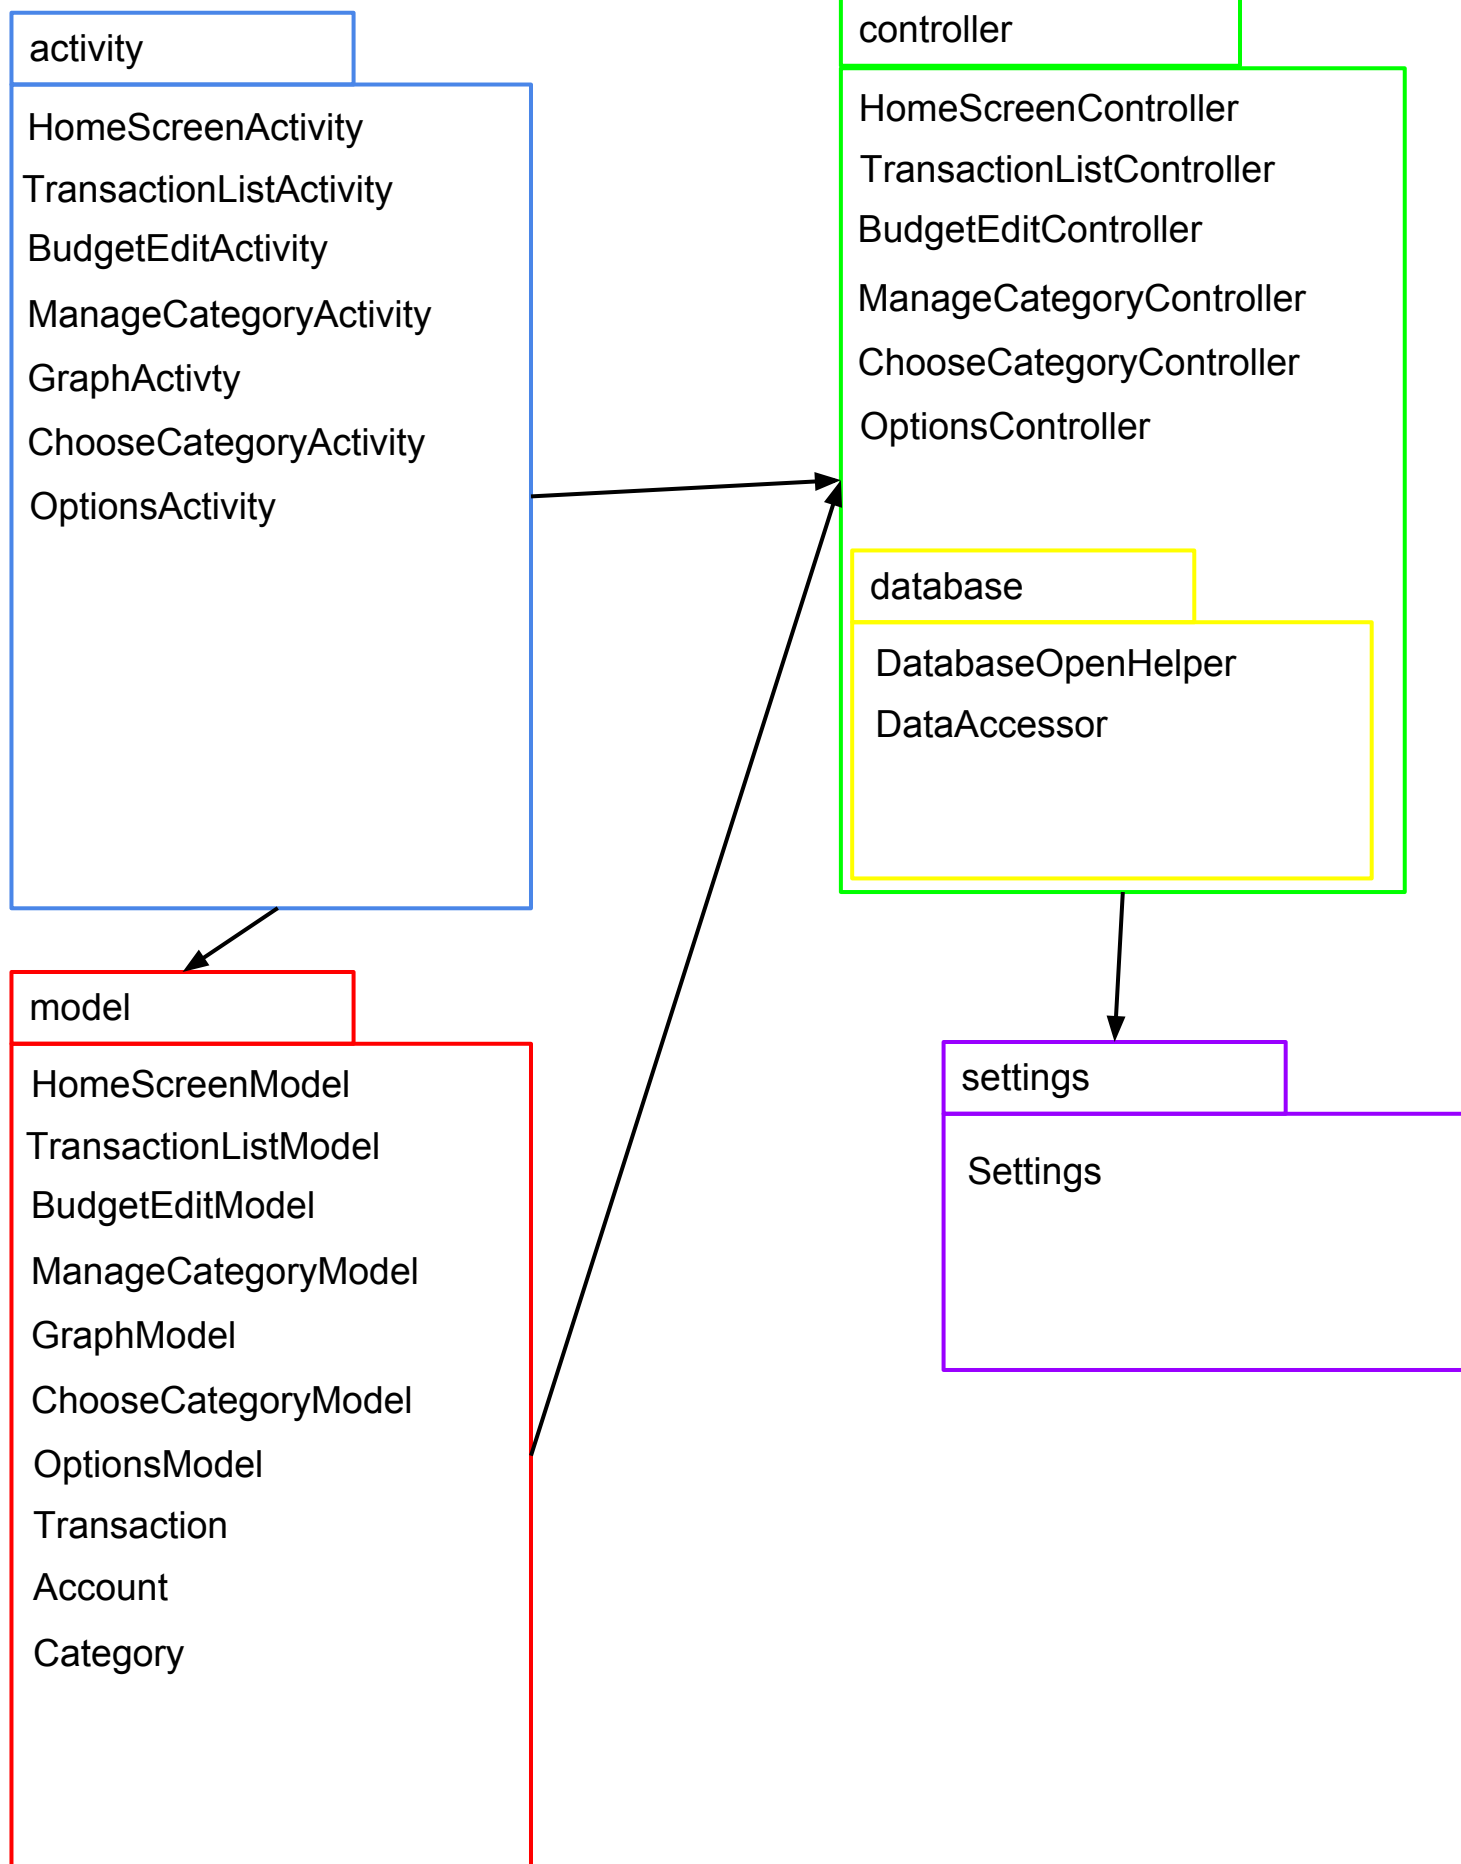 activity
HomeScreenActivity
TransactionListActivity
BudgetEditActivity
ManageCategoryActivity
GraphActivty
ChooseCategoryActivity
OptionsActivity
controller
HomeScreenController
TransactionListController
BudgetEditController
ManageCategoryController
ChooseCategoryController
OptionsController
database
DatabaseOpenHelper
DataAccessor
model
HomeScreenModel
TransactionListModel
BudgetEditModel
ManageCategoryModel
GraphModel
ChooseCategoryModel
OptionsModel
Transaction
Account
Category
settings
Settings